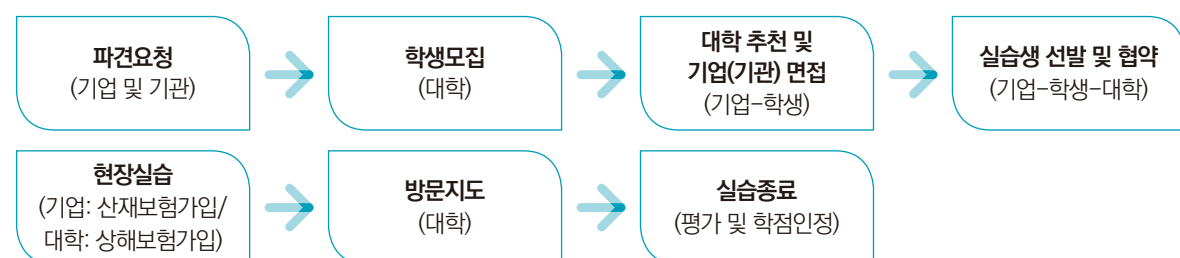 파견요청
(기업 및 기관)
학생모집
(대학)
대학 추천 및
기업(기관) 면접
(기업-학생)
실습생 선발 및 협약
(기업-학생-대학)
현장실습
(기업: 산재보험가입/
대학: 상해보험가입)
방문지도
(대학)
실습종료
(평가 및 학점인정)